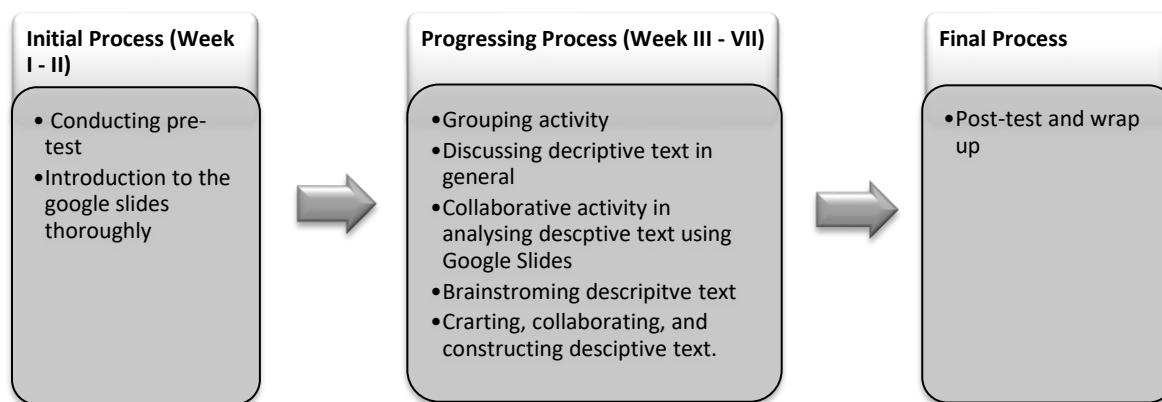 Initial Process (Week
I - II)
• Conducting pre-
test
•Introduction to the
google slides
thoroughly
Progressing Process (Week III - VII)
•Grouping activity
•Discussing decriptive text in
general
•Collaborative activity in
analysing descptive text using
Google Slides
•Brainstroming descripitve text
•Crarting, collaborating, and
constructing desciptive text.
Final Process
•Post-test and wrap
up